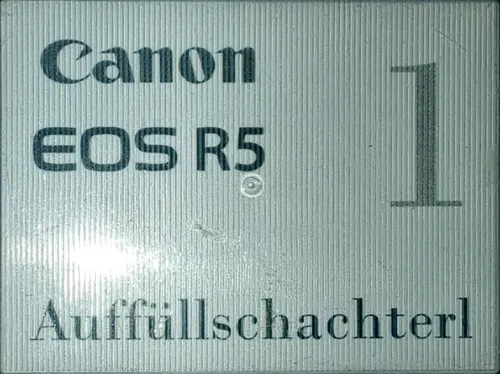 Canon
EOS R5
1
Auffüllschachterl